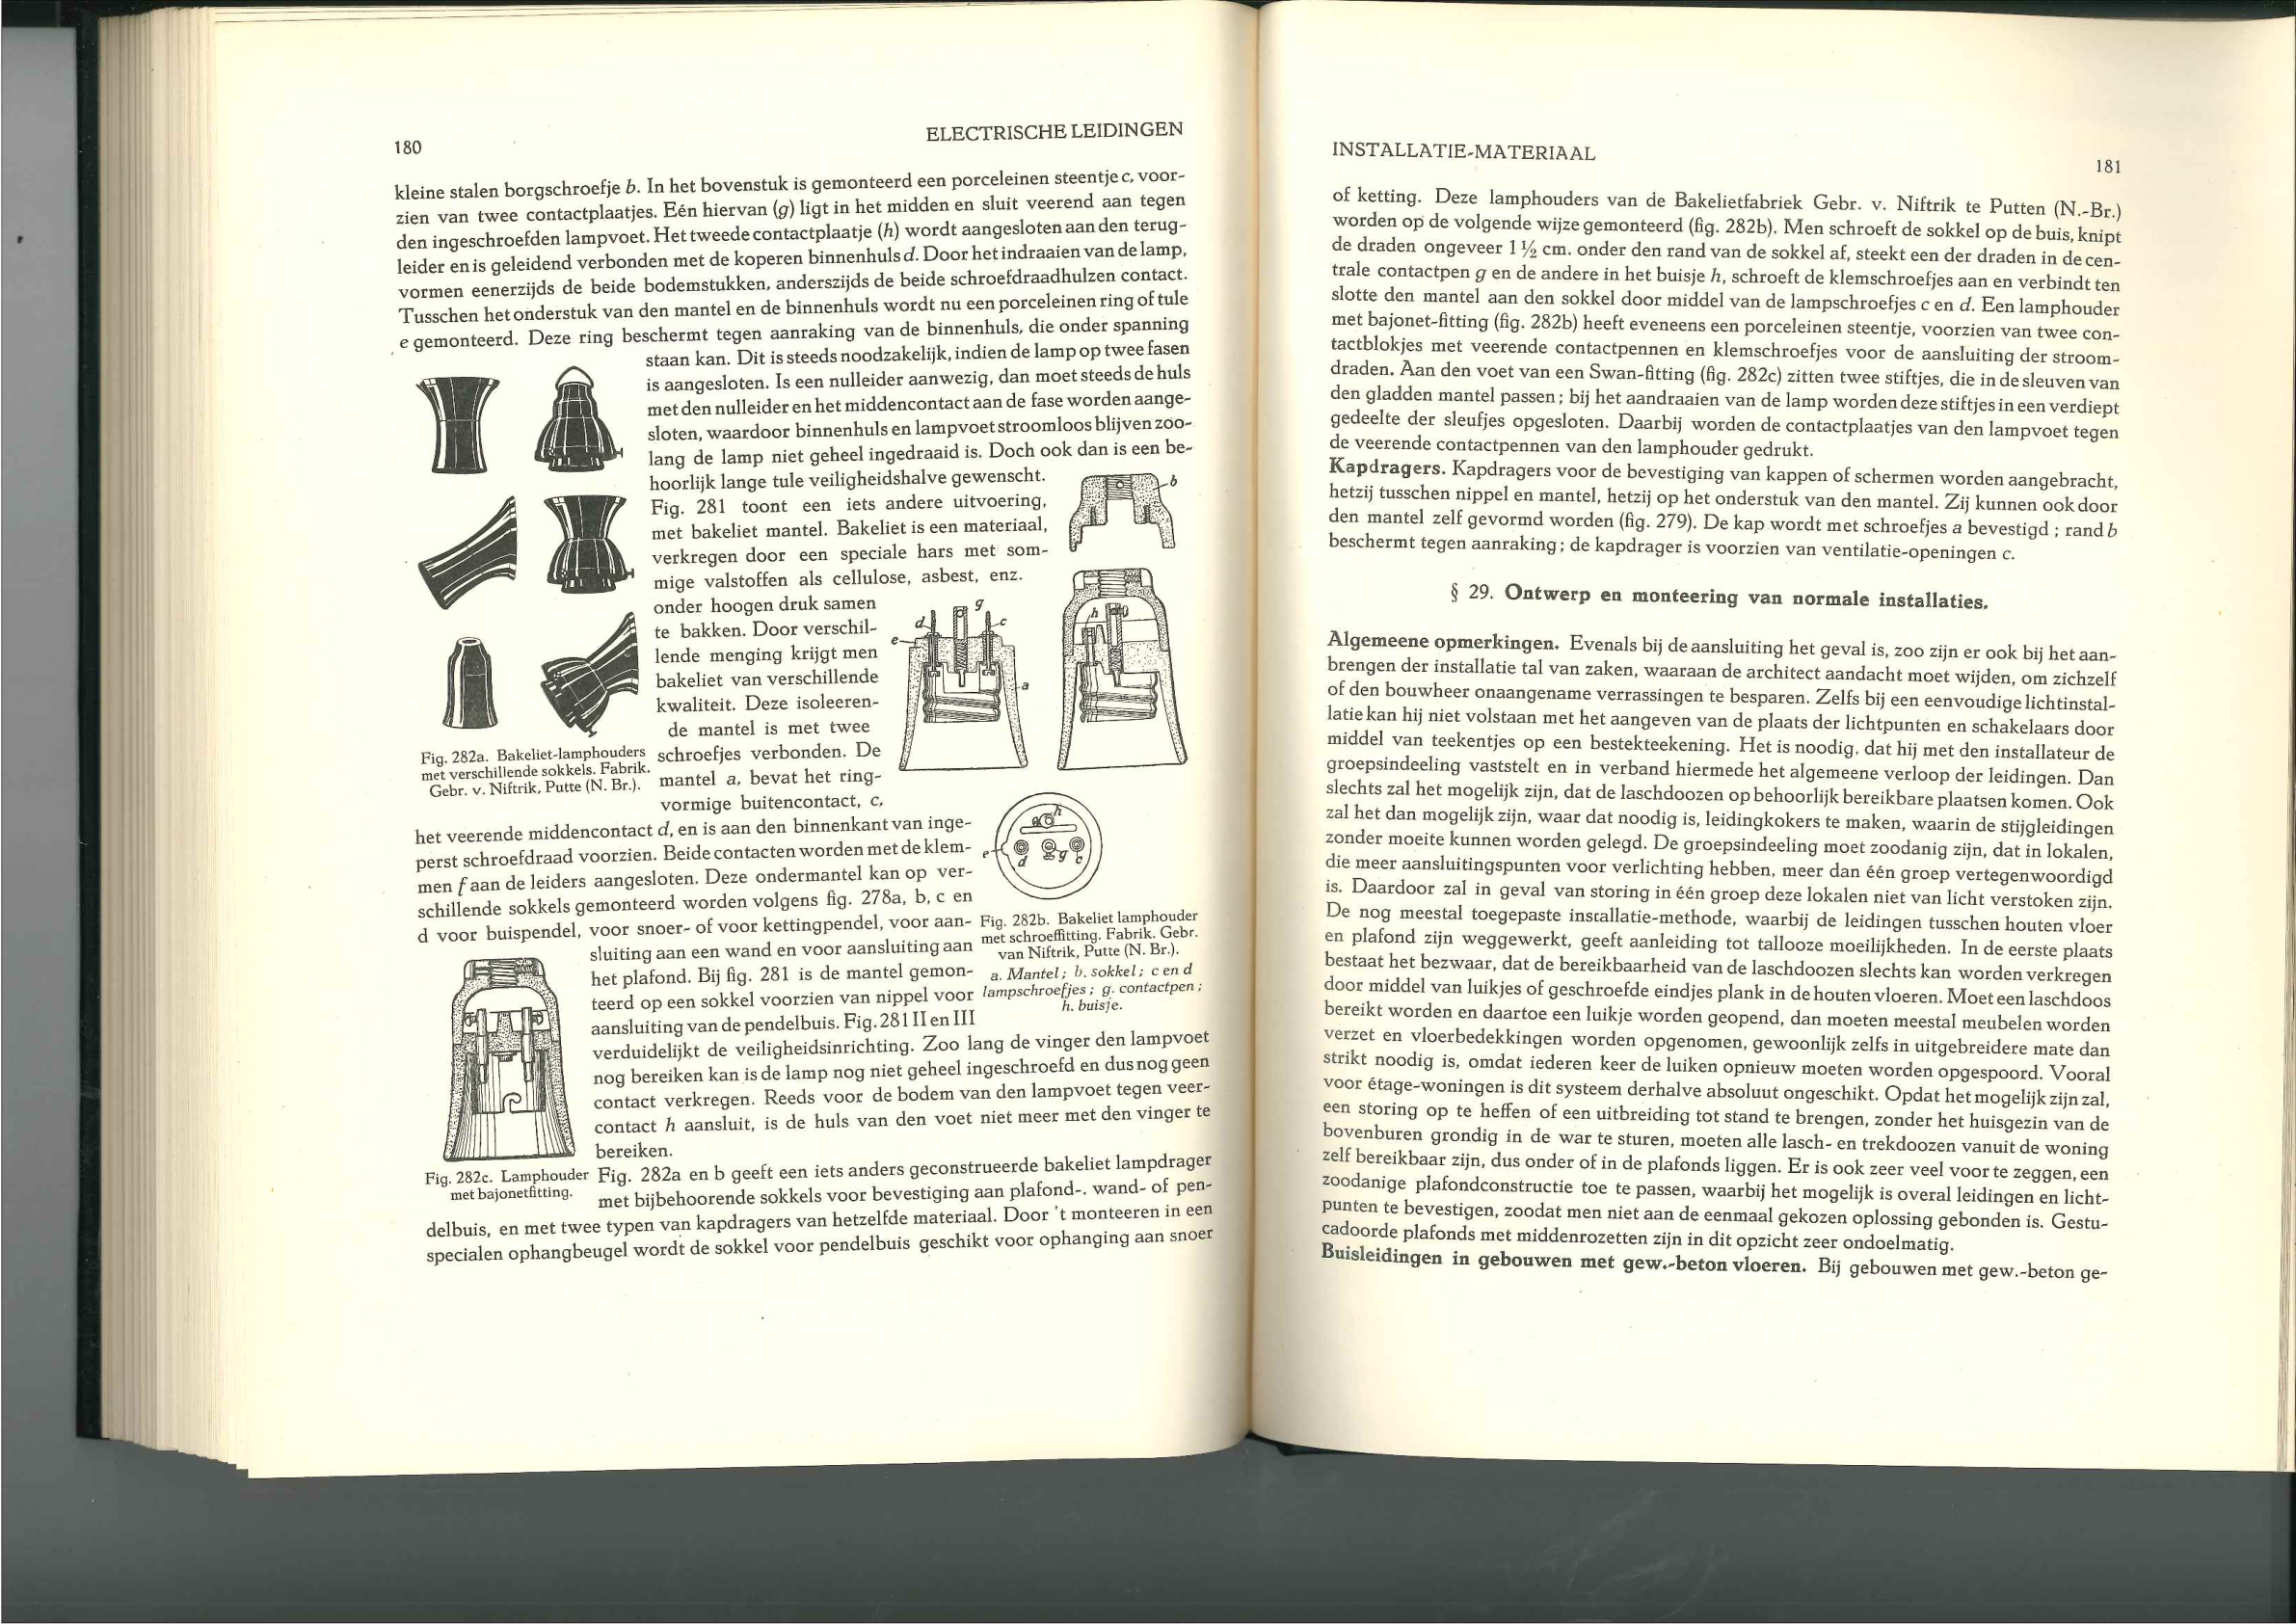 180
ELECTRISCHE LEIDINGEN
kleine stalen borgschroefje b. In het bovenstuk is gemonteerd een porceleinen steentje c, voor-
zien van twee contactplaatjes. Eén hiervan (g) ligt in het midden en sluit veerend aan tegen
den ingeschroefden lampvoet. Het tweede contactplaatje (h) wordt aangesloten aan den terug-
leider en is geleidend verbonden met de koperen binnenhuls d. Door het indraaien van de lamp,
vormen eenerzijds de beide bodemstukken, anderszijds de beide schroefdraadhulzen contact.
Tusschen het onderstuk van den mantel en de binnenhuls wordt nu een porceleinen ring of tule
e gemonteerd. Deze ring beschermt tegen aanraking van de binnenhuls, die onder spanning
staan kan. Dit is steeds noodzakelijk, indien de lamp op twee fasen
is aangesloten. Is een nulleider aanwezig, dan moet steeds de huls
met den nulleider en het middencontact aan de fase worden aange-
sloten, waardoor binnenhuls en lampvoet stroomloos blijven zoo-
lang de lamp niet geheel ingedraaid is. Doch ook dan is een be-
hoorlijk lange tule veiligheidshalve gewenscht.
Fig. 281 toont een iets andere uitvoering,
met bakeliet mantel. Bakeliet is een materiaal,
verkregen door een speciale hars met som-
mige valstoffen als cellulose, asbest, enz.
onder hoogen druk samen
te bakken. Door verschil-
lende menging krijgt men
bakeliet van verschillende
kwaliteit. Deze isoleeren-
de mantel is met twee
schroefjes verbonden. De
mantel a, bevat het ring-
vormige buitencontact, c,
Fig. 282a. Bakeliet-lamphouders
met verschillende sokkels. Fabrik.
Gebr. v. Niftrik, Putte (N. Br.).
b
g
d
c
e
a
h
h
e
d
g
c
het veerende middencontact d, en is aan den binnenkant van inge-
perst schroefdraad voorzien. Beide contacten worden met de klem-
men f aan de leiders aangesloten. Deze ondermantel kan op ver-
schillende sokkels gemonteerd worden volgens fig. 278a, b, c en
d voor buispendel, voor snoer- of voor kettingpendel, voor aan-
sluiting aan een wand en voor aansluiting aan
het plafond. Bij fig. 281 is de mantel gemon-
teerd op een sokkel voorzien van nippel voor
aansluiting van de pendelbuis. Fig. 281 II en III
Fig. 282b. Bakeliet lamphouder
met schroeffitting. Fabrik. Gebr.
van Niftrik, Putte (N. Br.).
a. Mantel; b. sokkel; c en d
lampschroefjes; g. contactpen;
h. buisje.
verduidelijkt de veiligheidsinrichting. Zoo lang de vinger den lampvoet
nog bereiken kan is de lamp nog niet geheel ingeschroefd en dus nog geen
contact verkregen. Reeds voor de bodem van den lampvoet tegen veer-
contact h aansluit, is de huls van den voet niet meer met den vinger te
bereiken.
Fig. 282c. Lamphouder
met bajonetfitting.
Fig. 282a en b geeft een iets anders geconstrueerde bakeliet lampdrager
met bijbehoorende sokkels voor bevestiging aan plafond-. wand- of pen-
delbuis, en met twee typen van kapdragers van hetzelfde materiaal. Door 't monteeren in een
specialen ophangbeugel wordt de sokkel voor pendelbuis geschikt voor ophanging aan snoer
INSTALLATIE-MATERIAAL
181
of ketting. Deze lamphouders van de Bakelietfabriek Gebr. v. Niftrik te Putten (N.-Br.)
worden op de volgende wijze gemonteerd (fig. 282b). Men schroeft de sokkel op de buis, knipt
de draden ongeveer 1 ½ cm. onder den rand van de sokkel af, steekt een der draden in de cen-
trale contactpen g en de andere in het buisje h, schroeft de klemschroefjes aan en verbindt ten
slotte den mantel aan den sokkel door middel van de lampschroefjes c en d. Een lamphouder
met bajonet-fitting (fig. 282b) heeft eveneens een porceleinen steentje, voorzien van twee con-
tactblokjes met veerende contactpennen en klemschroefjes voor de aansluiting der stroom-
draden. Aan den voet van een Swan-fitting (fig. 282c) zitten twee stiftjes, die in de sleuven van
den gladden mantel passen; bij het aandraaien van de lamp worden deze stiftjes in een verdiept
gedeelte der sleufjes opgesloten. Daarbij worden de contactplaatjes van den lampvoet tegen
de veerende contactpennen van den lamphouder gedrukt.
Kapdragers. Kapdragers voor de bevestiging van kappen of schermen worden aangebracht,
hetzij tusschen nippel en mantel, hetzij op het onderstuk van den mantel. Zij kunnen ook door
den mantel zelf gevormd worden (fig. 279). De kap wordt met schroefjes a bevestigd ; rand b
beschermt tegen aanraking; de kapdrager is voorzien van ventilatie-openingen c.
§ 29. Ontwerp en monteering van normale installaties.
Algemeene opmerkingen. Evenals bij de aansluiting het geval is, zoo zijn er ook bij het aan-
brengen der installatie tal van zaken, waaraan de architect aandacht moet wijden, om zichzelf
of den bouwheer onaangename verrassingen te besparen. Zelfs bij een eenvoudige lichtinstal-
latie kan hij niet volstaan met het aangeven van de plaats der lichtpunten en schakelaars door
middel van teekentjes op een bestekteekening. Het is noodig, dat hij met den installateur de
groepsindeeling vaststelt en in verband hiermede het algemeene verloop der leidingen. Dan
slechts zal het mogelijk zijn, dat de laschdoozen op behoorlijk bereikbare plaatsen komen. Ook
zal het dan mogelijk zijn, waar dat noodig is, leidingkokers te maken, waarin de stijgleidingen
zonder moeite kunnen worden gelegd. De groepsindeeling moet zoodanig zijn, dat in lokalen,
die meer aansluitingspunten voor verlichting hebben, meer dan één groep vertegenwoordigd
is. Daardoor zal in geval van storing in één groep deze lokalen niet van licht verstoken zijn.
De nog meestal toegepaste installatie-methode, waarbij de leidingen tusschen houten vloer
en plafond zijn weggewerkt, geeft aanleiding tot tallooze moeilijkheden. In de eerste plaats
bestaat het bezwaar, dat de bereikbaarheid van de laschdoozen slechts kan worden verkregen
door middel van luikjes of geschroefde eindjes plank in de houten vloeren. Moet een laschdoos
bereikt worden en daartoe een luikje worden geopend, dan moeten meestal meubelen worden
verzet en vloerbedekkingen worden opgenomen, gewoonlijk zelfs in uitgebreidere mate dan
strikt noodig is, omdat iederen keer de luiken opnieuw moeten worden opgespoord. Vooral
voor étage-woningen is dit systeem derhalve absoluut ongeschikt. Opdat het mogelijk zijn zal,
een storing op te heffen of een uitbreiding tot stand te brengen, zonder het huisgezin van de
bovenburen grondig in de war te sturen, moeten alle lasch- en trekdoozen vanuit de woning
zelf bereikbaar zijn, dus onder of in de plafonds liggen. Er is ook zeer veel voor te zeggen, een
zoodanige plafondconstructie toe te passen, waarbij het mogelijk is overal leidingen en licht-
punten te bevestigen, zoodat men niet aan de eenmaal gekozen oplossing gebonden is. Gestu-
cadoorde plafonds met middenrozetten zijn in dit opzicht zeer ondoelmatig.
Buisleidingen in gebouwen met gew.-beton vloeren. Bij gebouwen met gew.-beton ge-